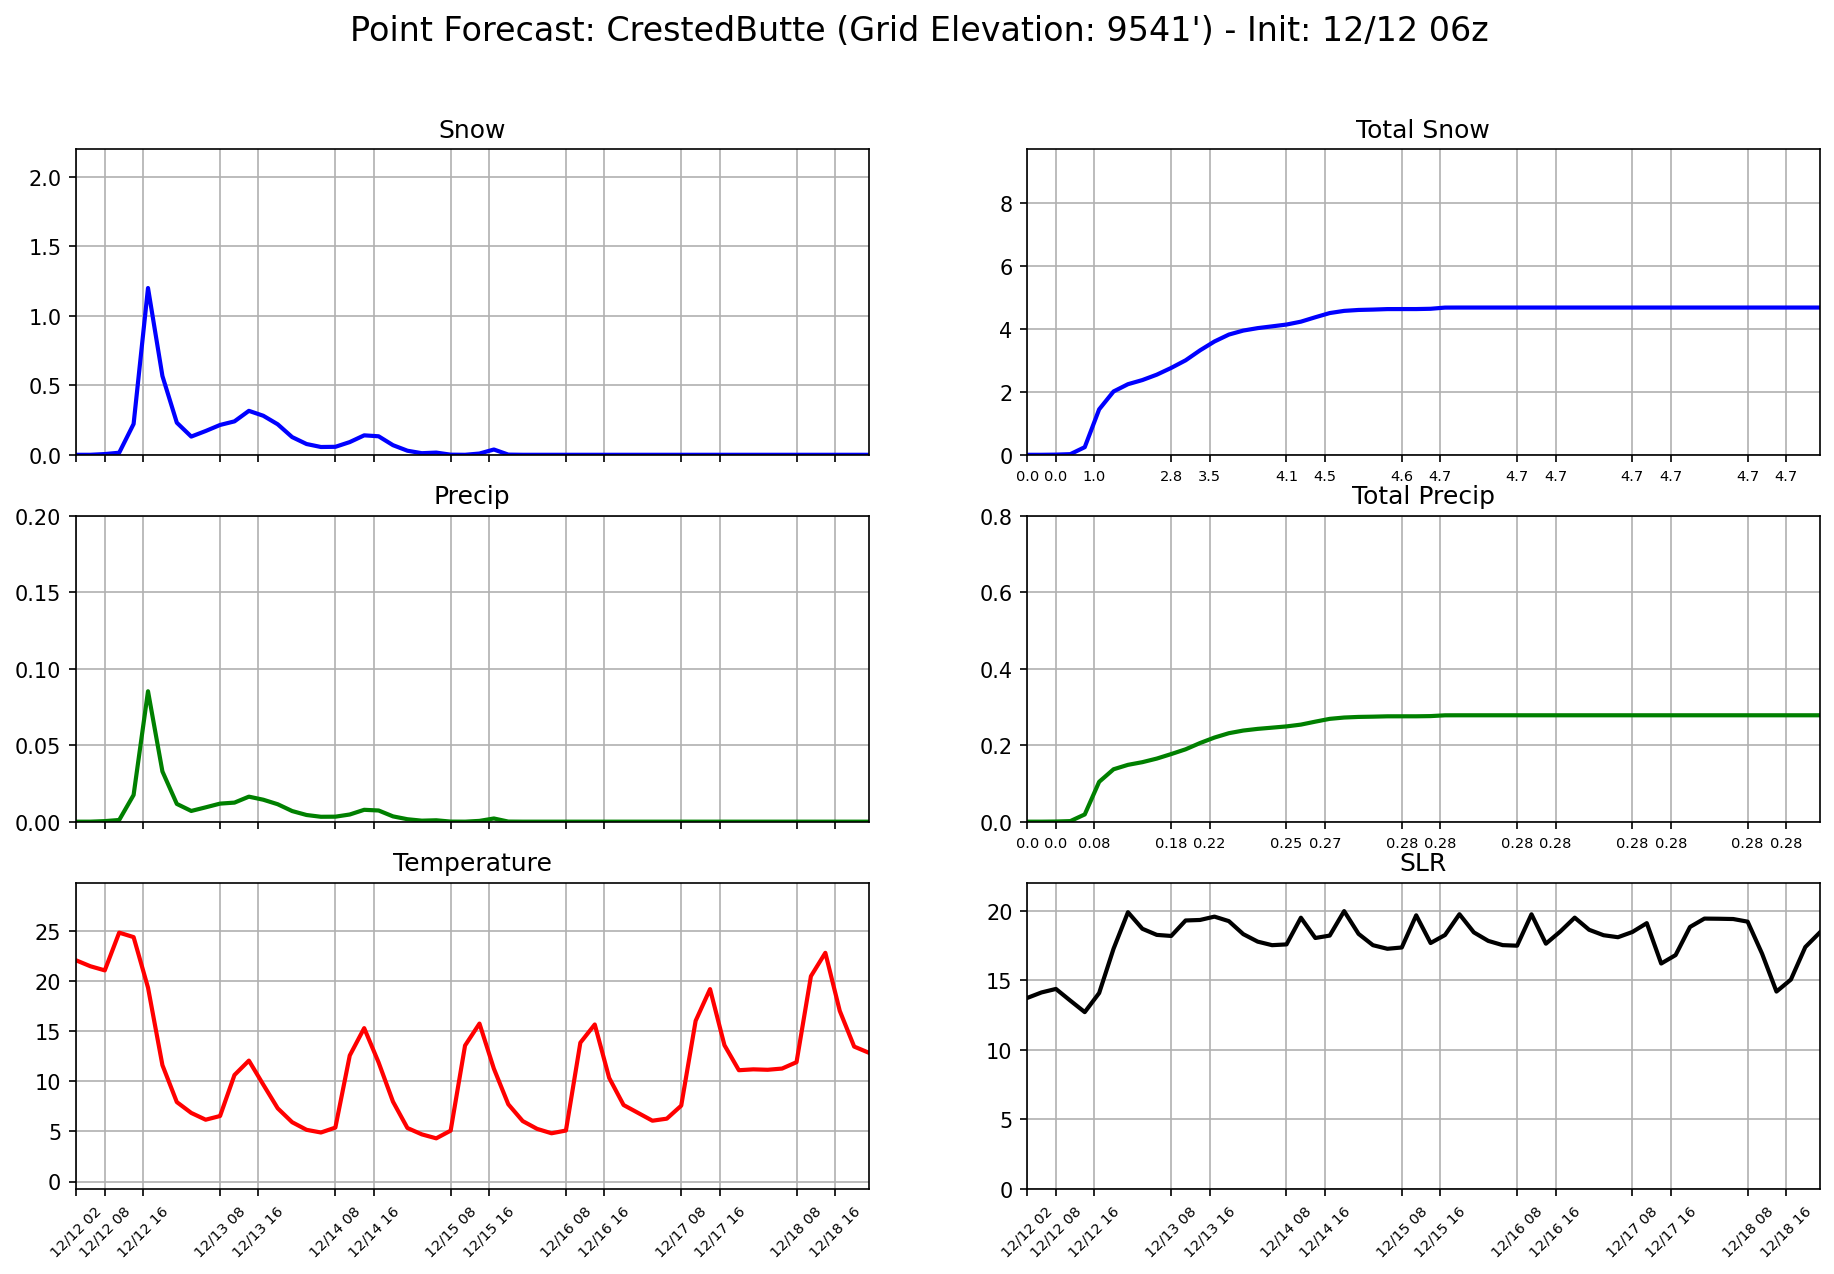 Point Forecast: CrestedButte (Grid Elevation: 9541') - Init: 12/12 06z
Snow
2.0
1.5
1.0
0.5
0.0
Total Snow
8
6
4
2
0
0.0 0.0 1.0 2.8 3.5 4.1 4.5 4.6 4.7 4.7 4.7 4.7 4.7 4.7 4.7
Precip
0.20
0.15
0.10
0.05
0.00
Total Precip
0.8
0.6
0.4
0.2
0.0
0.0 0.0 0.08 0.18 0.22 0.25 0.27 0.28 0.28 0.28 0.28 0.28 0.28 0.28 0.28
Temperature
25
20
15
10
5
0
12/12 02 12/12 08 12/12 16 12/13 08 12/13 16 12/14 08 12/14 16 12/15 08 12/15 16 12/16 08 12/16 16 12/17 08 12/17 16 12/18 08 12/18 16
SLR
20
15
10
5
0
12/12 02 12/12 08 12/12 16 12/13 08 12/13 16 12/14 08 12/14 16 12/15 08 12/15 16 12/16 08 12/16 16 12/17 08 12/17 16 12/18 08 12/18 16